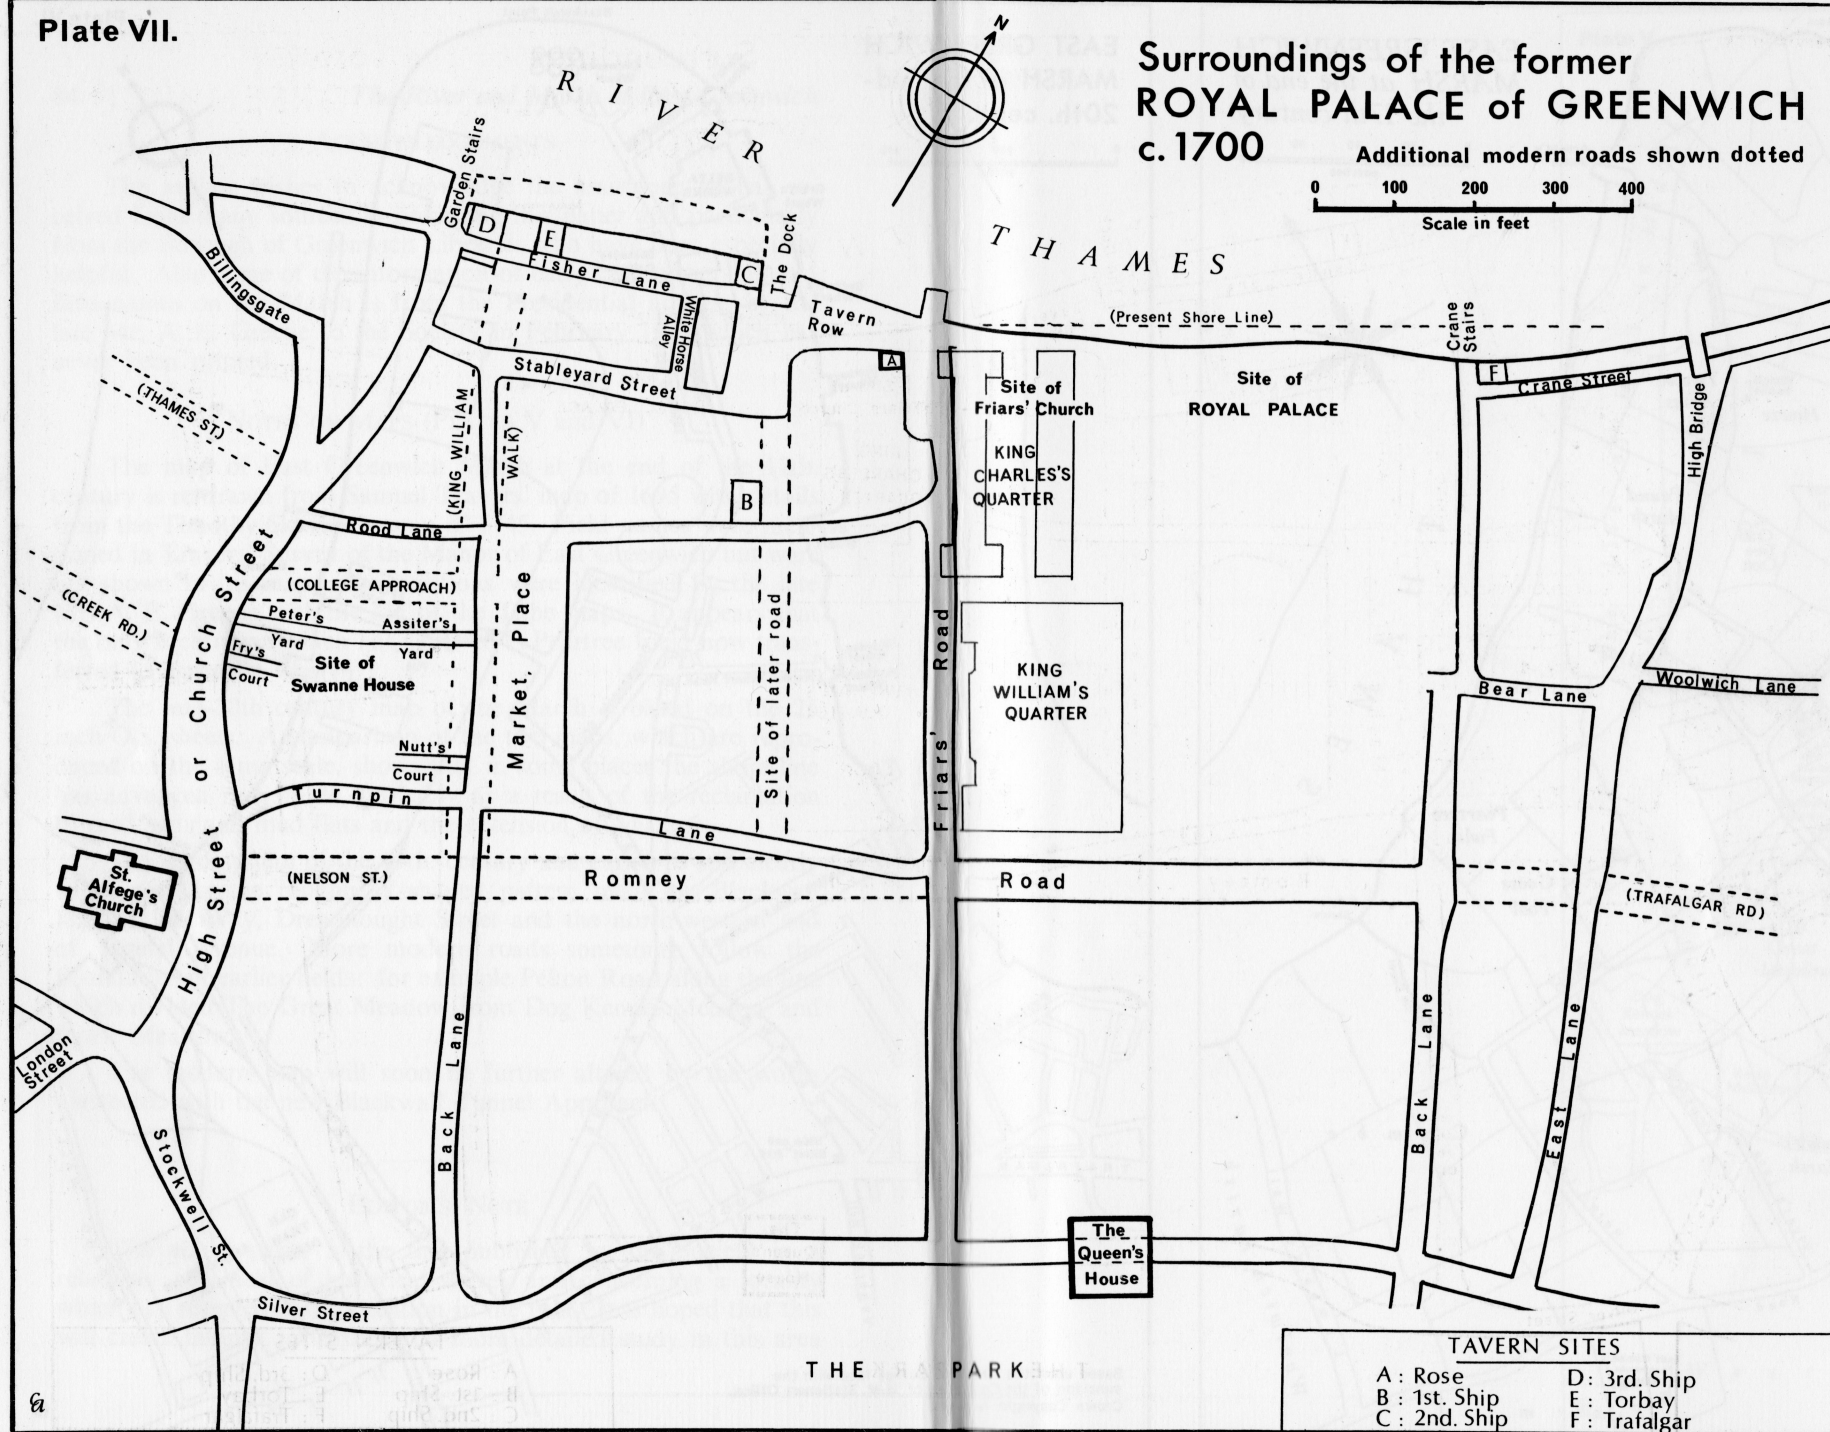 Plate VII.
N
Surroundings of the former
ROYAL PALACE of GREENWICH
c. 1700
Additional modern roads shown dotted
0 100 200 300 400
Scale in feet
RIVER
THAMES
Garden Stairs
D
E
C
The Dock
Fisher Lane
Billingsgate
White Horse
Alley
Tavern
Row
(Present Shore Line)
Crane
Stairs
F
Crane Street
High Bridge
Stableyard Street
A
Site of
Friars' Church
Site of
ROYAL PALACE
(THAMES ST)
(KING WILLIAM
WALK)
KING
CHARLES'S
QUARTER
B
Rood Lane
(COLLEGE APPROACH)
(CREEK RD.)
Peter's
Yard
Assiter's
Yard
Fry's
Court
Site of
Swanne House
High Street or Church Street
Market Place
Site of later road
Friars' Road
KING
WILLIAM'S
QUARTER
Bear Lane
Woolwich Lane
Nutt's
Court
Turnpin Lane
St.
Alfege's
Church
(NELSON ST.)
Romney Road
(TRAFALGAR RD)
London
Street
Back Lane
Back Lane
East Lane
Stockwell St.
Silver Street
The
Queen's
House
THE PARK
TAVERN SITES
A : Rose
B : 1st. Ship
C : 2nd. Ship
D : 3rd. Ship
E : Torbay
F : Trafalgar